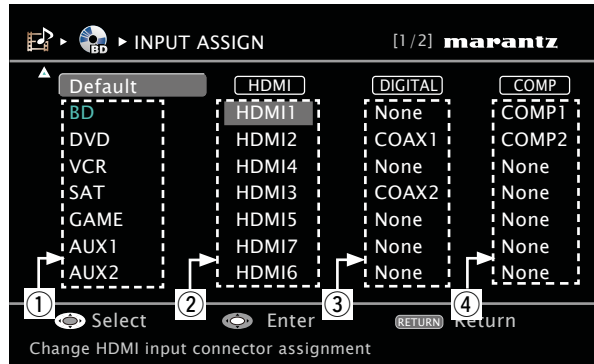 BD ▸ INPUT ASSIGN [1/2] marantz
Default HDMI DIGITAL COMP
BD HDMI1 None COMP1
DVD HDMI2 COAX1 COMP2
VCR HDMI4 None None
SAT HDMI3 COAX2 None
GAME HDMI5 None None
AUX1 HDMI7 None None
AUX2 HDMI6 None None
① ② ③ ④
Select Enter RETURN Return
Change HDMI input connector assignment